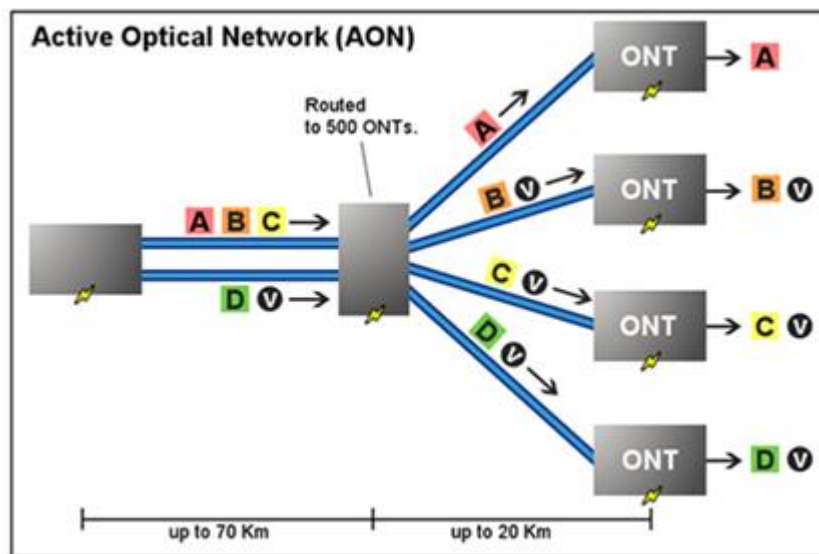 Active Optical Network (AON)
Routed
to 500 ONTs.
A B C
D V
A
B V
C V
D V
ONT
A
ONT
B V
ONT
C V
ONT
D V
up to 70 Km
up to 20 Km